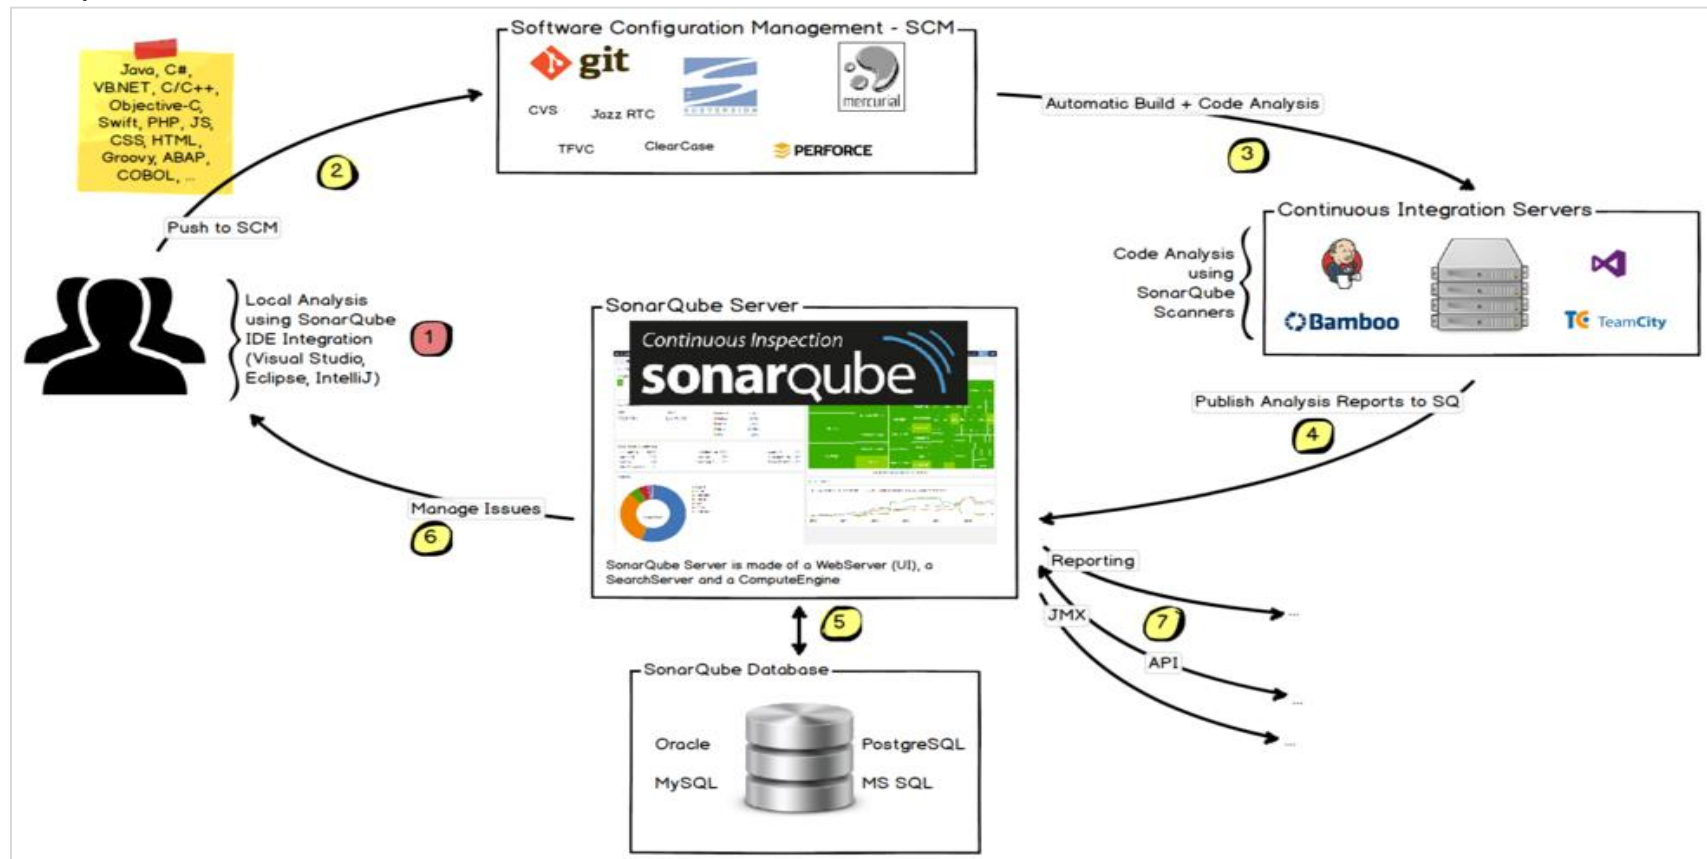 Java, C#,
VB.NET, C/C++,
Objective-C,
Swift, PHP, JS,
CSS, HTML,
Groovy, ABAP,
COBOL, ...
Software Configuration Management - SCM
git
SUBVERSION
mercurial
CVS
Jazz RTC
TFVC
ClearCase
PERFORCE
2
Push to SCM
Automatic Build + Code Analysis
3
Continuous Integration Servers
Code Analysis
using
SonarQube
Scanners
Bamboo
TC TeamCity
Local Analysis
using SonarQube
IDE Integration
(Visual Studio,
Eclipse, IntelliJ)
1
SonarQube Server
Continuous Inspection
sonarqube
SonarQube Server is made of a WebServer (UI), a
SearchServer and a ComputeEngine
Publish Analysis Reports to SQ
4
Manage Issues
6
Reporting
...
JMX
7
API
...
...
5
SonarQube Database
Oracle
PostgreSQL
MySQL
MS SQL